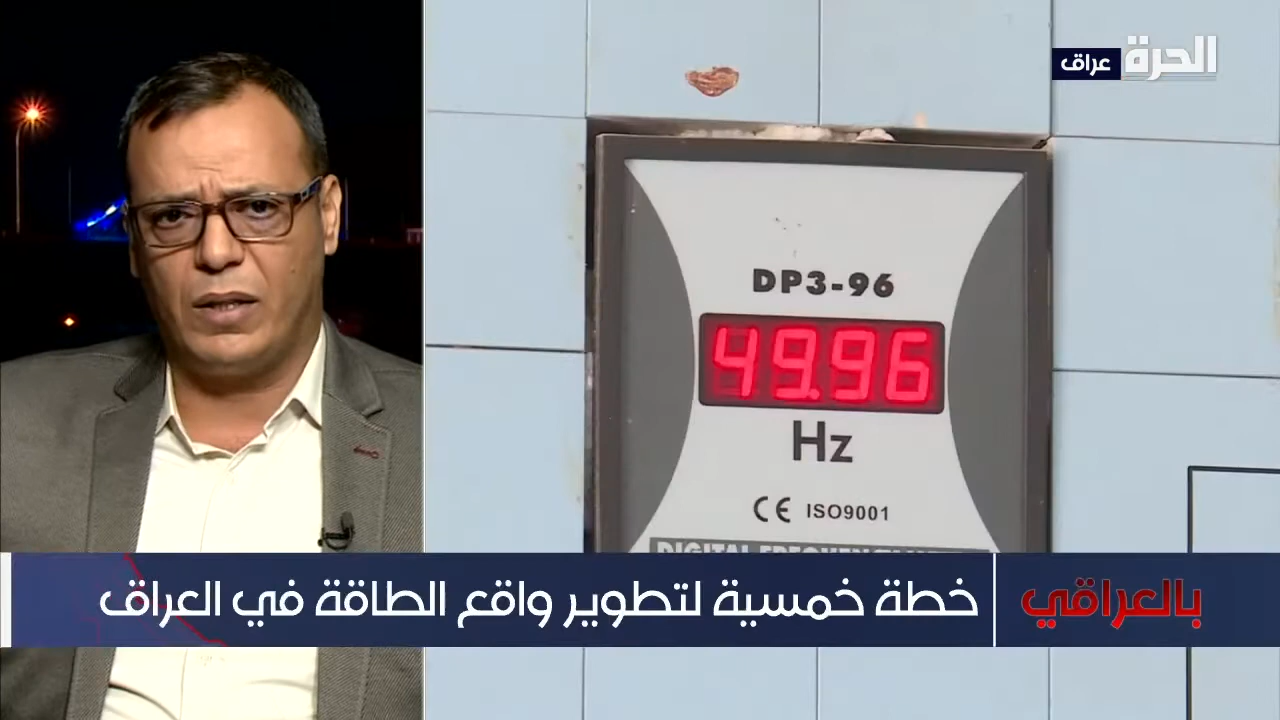 الحرة
عراق
DP3-96
49.96
Hz
CE ISO9001
بالعراقي
خطة خمسية لتطوير واقع الطاقة في العراق